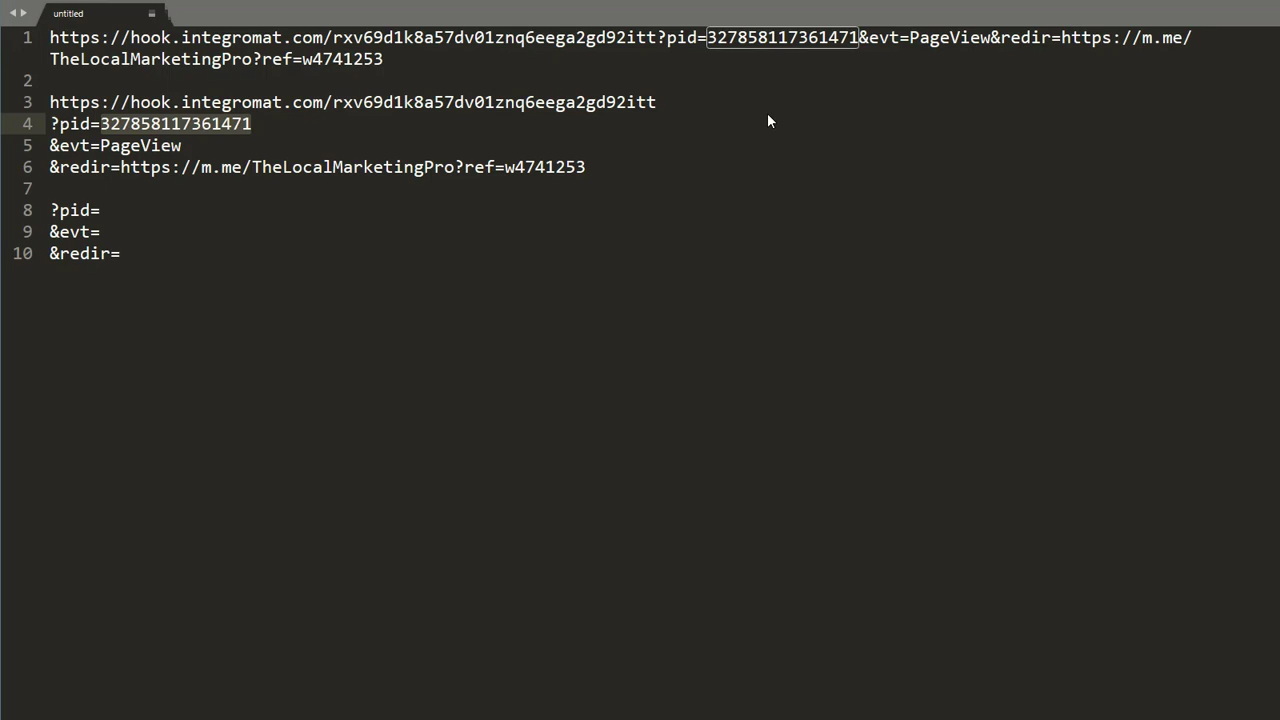 untitled
1 https://hook.integromat.com/rxv69d1k8a57dv01znq6eega2gd92itt?pid=327858117361471&evt=PageView&redir=https://m.me/
TheLocalMarketingPro?ref=w4741253
2
3 https://hook.integromat.com/rxv69d1k8a57dv01znq6eega2gd92itt
4 ?pid=327858117361471
5 &evt=PageView
6 &redir=https://m.me/TheLocalMarketingPro?ref=w4741253
7
8 ?pid=
9 &evt=
10 &redir=